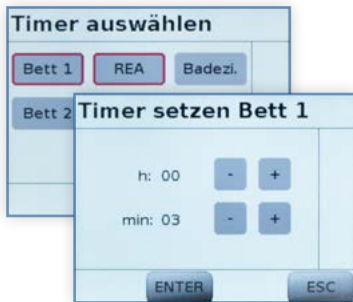 Timer auswählen
Bett 1 REA Badezi.
Bett 2
Timer setzen Bett 1
h: 00 - +
min: 03 - +
ENTER ESC